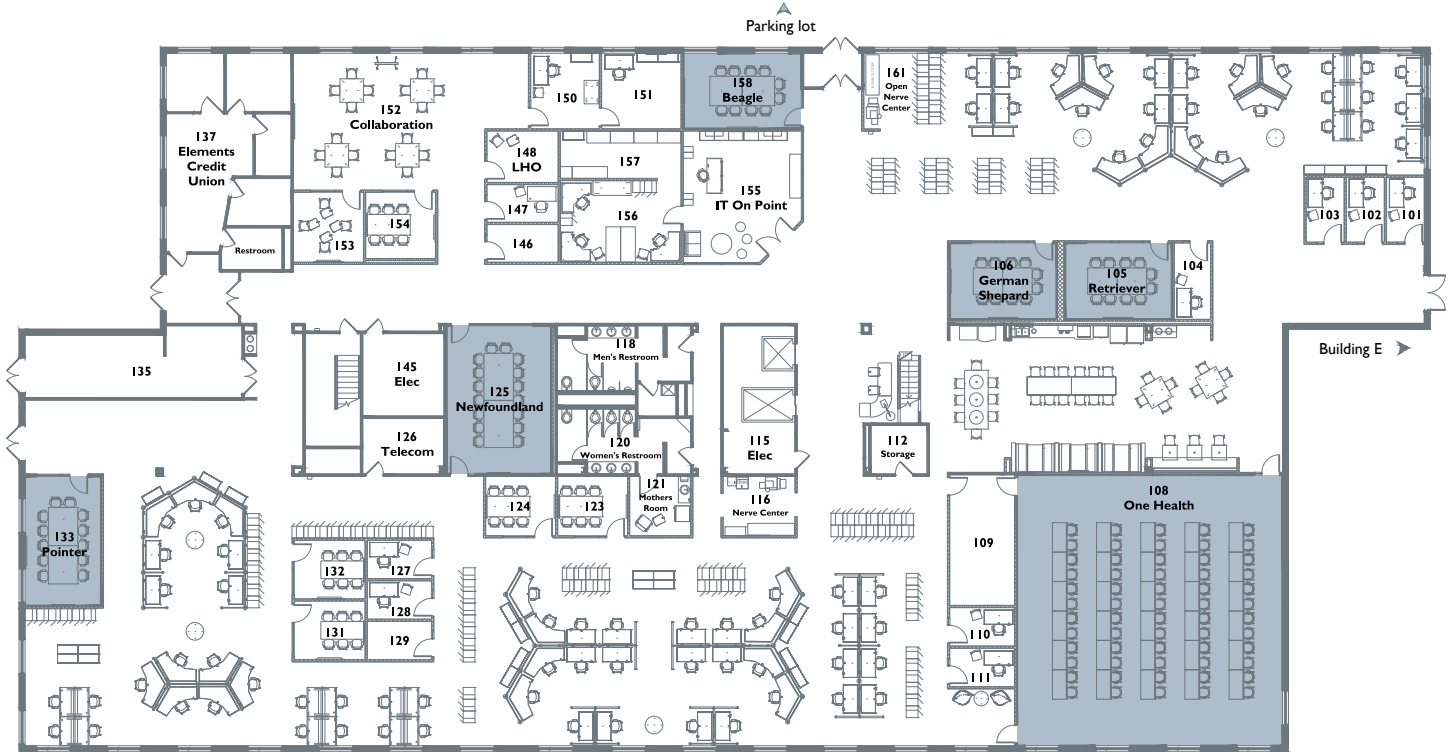 Parking lot
161
Open
Nerve
Center
158
Beagle
150
151
152
Collaboration
137
Elements
Credit
Union
148
LHO
157
155
IT On Point
147
156
103
102
101
154
153
146
Restroom
106
German
Shepard
105
Retriever
104
Building E
118
Men's Restroom
135
145
Elec
125
Newfoundland
126
Telecom
120
Women's Restroom
115
Elec
112
Storage
121
Mothers
Room
116
Nerve Center
124
123
108
One Health
133
Pointer
109
132
127
128
131
129
110
111